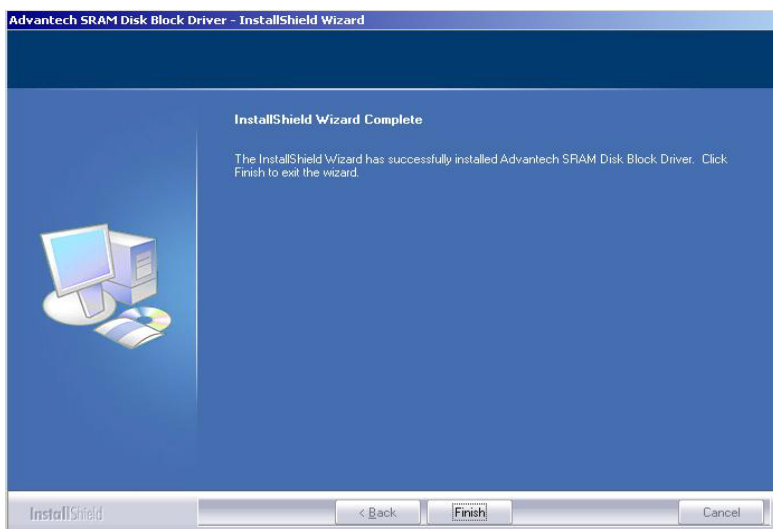 Advantech SRAM Disk Block Driver - InstallShield Wizard
InstallShield Wizard Complete
The InstallShield Wizard has successfully installed Advantech SRAM Disk Block Driver. Click
Finish to exit the wizard.
InstallShield
< Back
Finish
Cancel